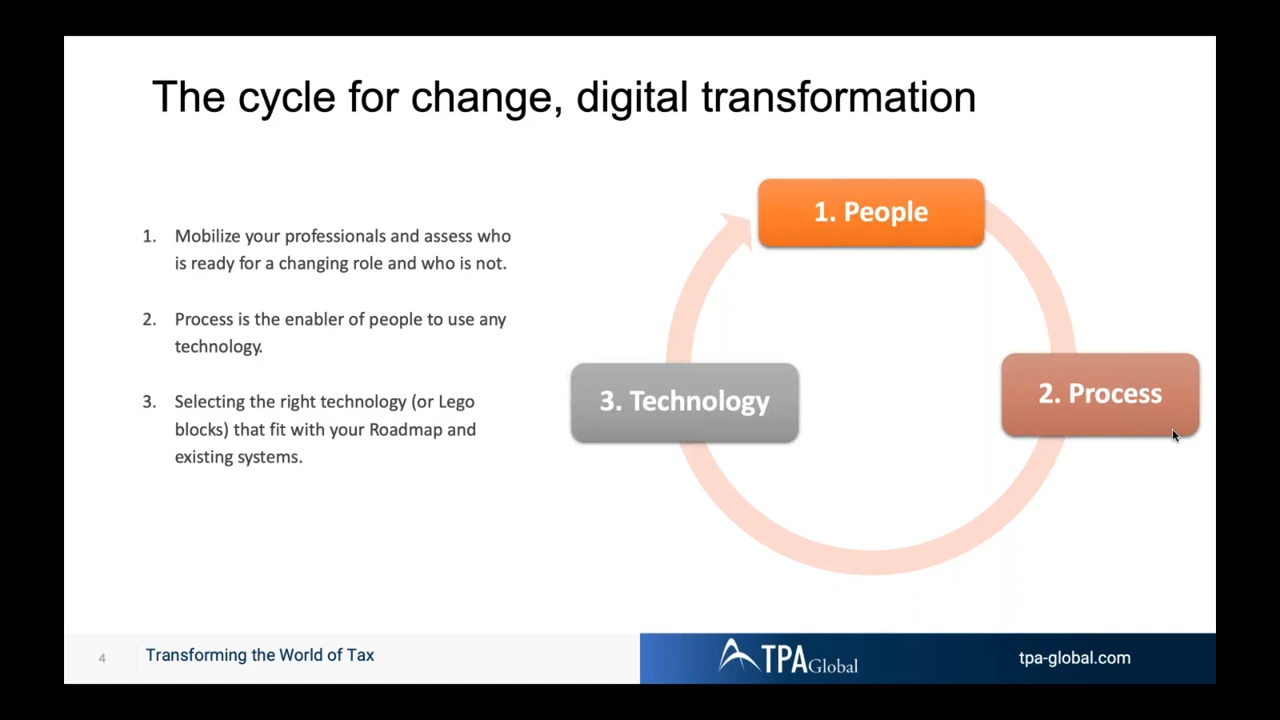 The cycle for change, digital transformation
1. Mobilize your professionals and assess who
is ready for a changing role and who is not.
2. Process is the enabler of people to use any
technology.
3. Selecting the right technology (or Lego
blocks) that fit with your Roadmap and
existing systems.
1. People
2. Process
3. Technology
4
Transforming the World of Tax
TPA Global
tpa-global.com